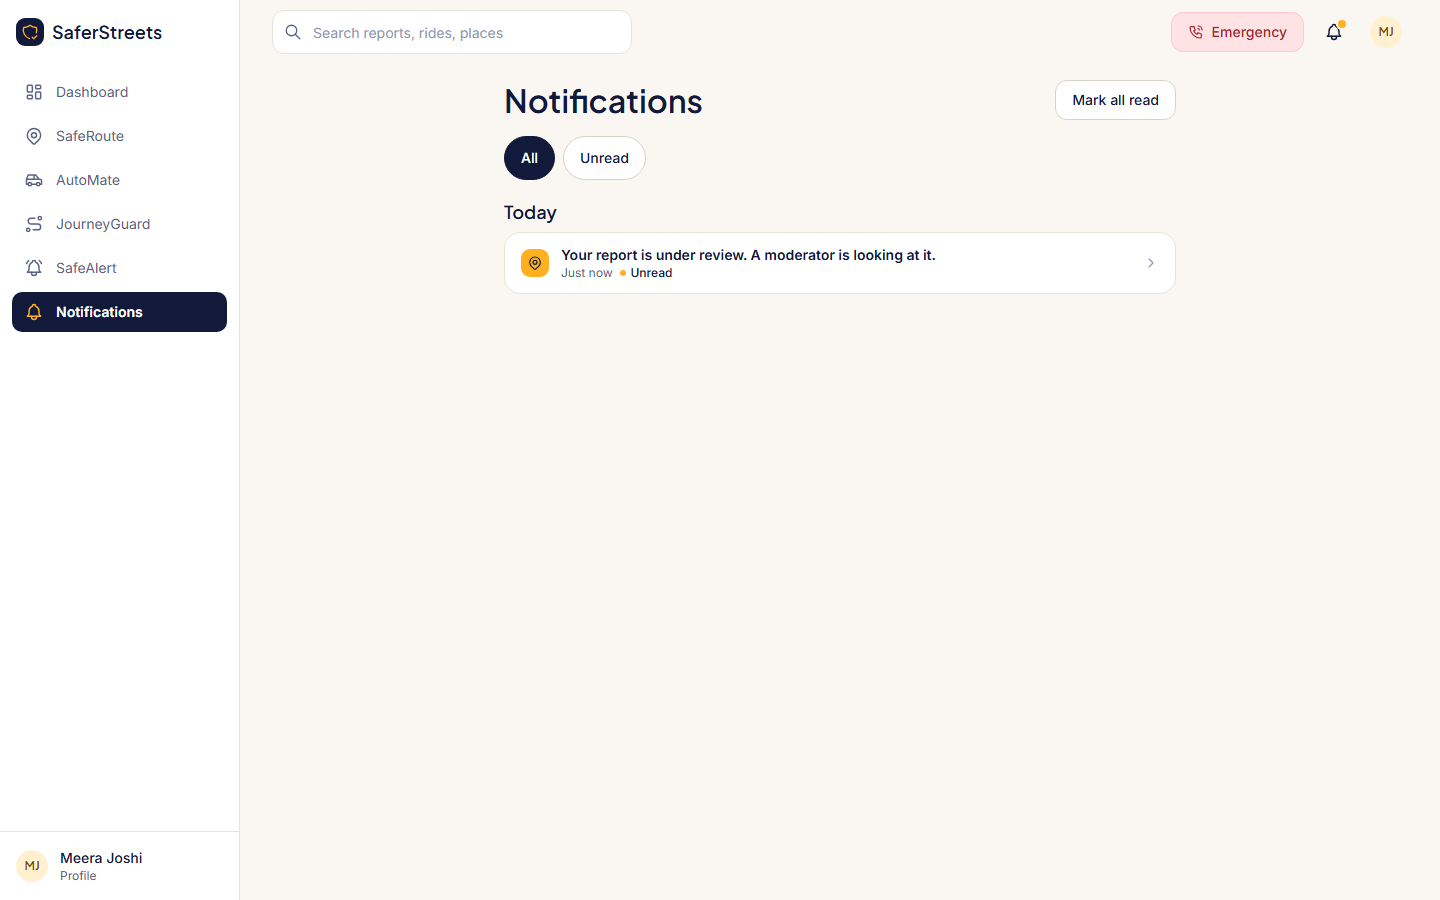 SaferStreets
Search reports, rides, places
Emergency
MJ
Dashboard
SafeRoute
AutoMate
JourneyGuard
SafeAlert
Notifications
Notifications
Mark all read
All
Unread
Today
Your report is under review. A moderator is looking at it.
Just now Unread
MJ
Meera Joshi
Profile